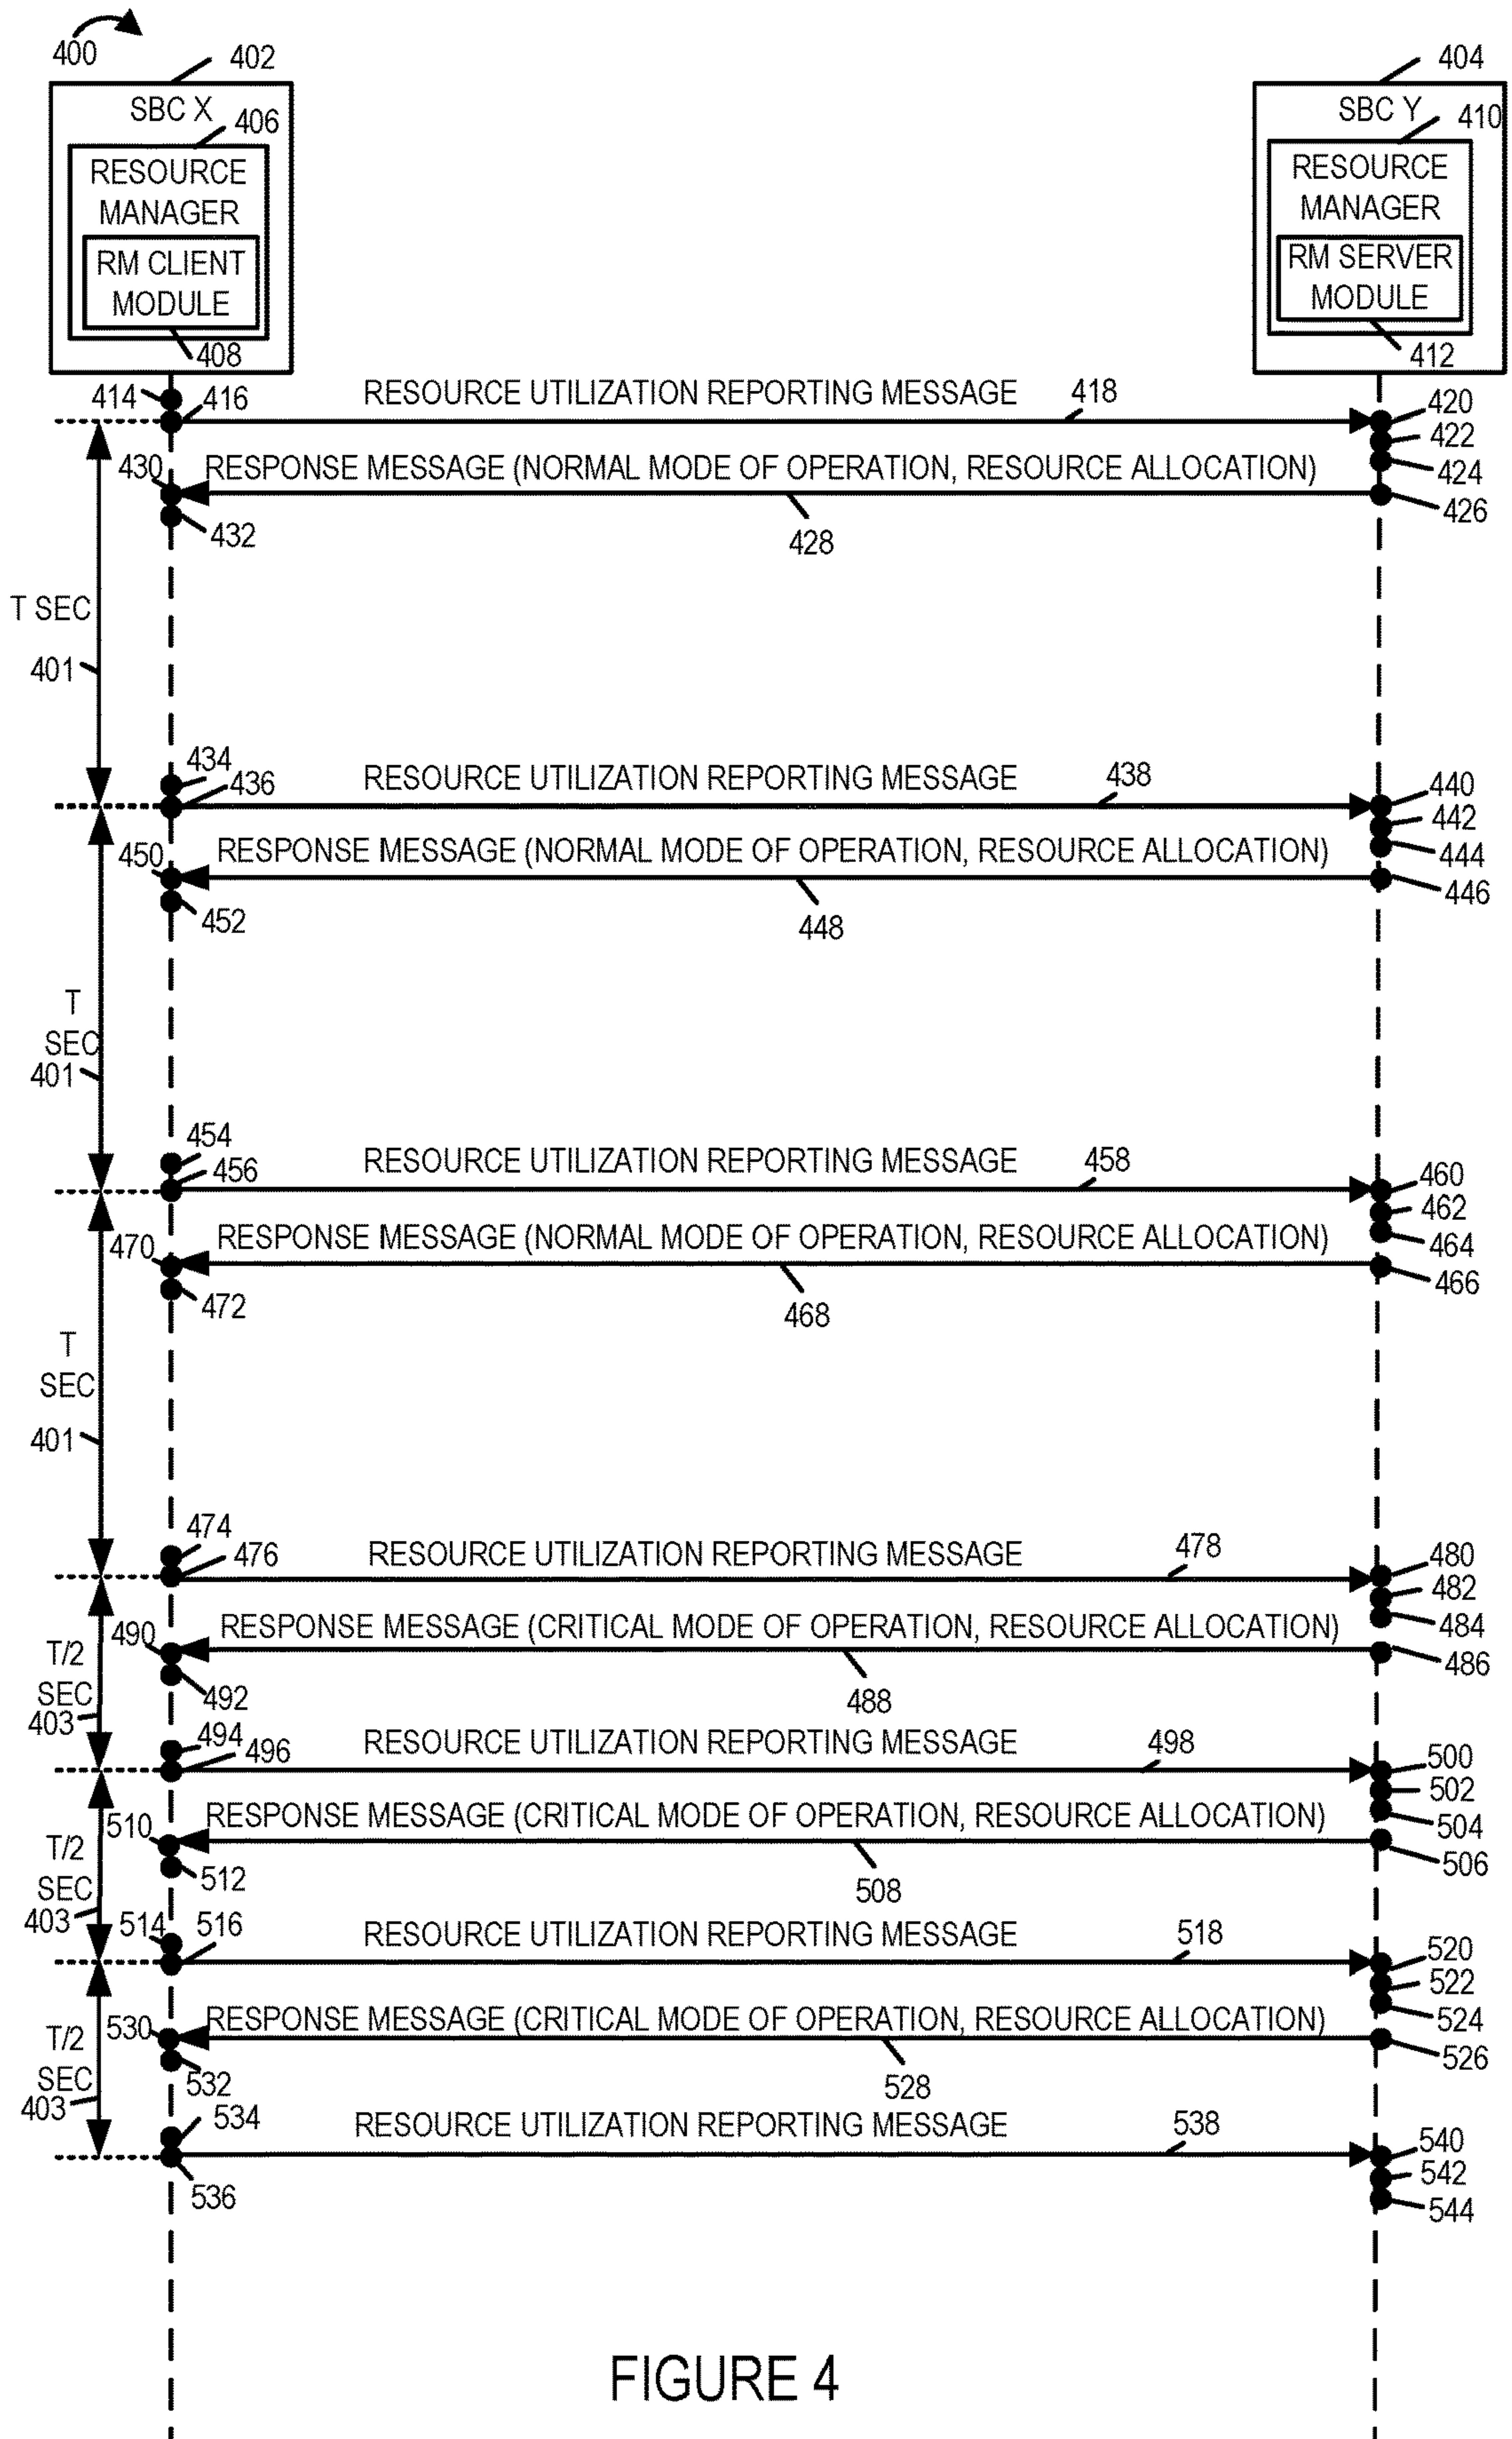 400
402
SBC X
406
RESOURCE
MANAGER
RM CLIENT
MODULE
408
404
SBC Y
410
RESOURCE
MANAGER
RM SERVER
MODULE
412
414
416
RESOURCE UTILIZATION REPORTING MESSAGE
418
420
422
424
430
RESPONSE MESSAGE (NORMAL MODE OF OPERATION, RESOURCE ALLOCATION)
426
432
428
T SEC
401
434
436
RESOURCE UTILIZATION REPORTING MESSAGE
438
440
442
444
450
RESPONSE MESSAGE (NORMAL MODE OF OPERATION, RESOURCE ALLOCATION)
446
452
448
T
SEC
401
454
456
RESOURCE UTILIZATION REPORTING MESSAGE
458
460
462
464
470
RESPONSE MESSAGE (NORMAL MODE OF OPERATION, RESOURCE ALLOCATION)
466
472
468
T
SEC
401
474
476
RESOURCE UTILIZATION REPORTING MESSAGE
478
480
482
484
490
RESPONSE MESSAGE (CRITICAL MODE OF OPERATION, RESOURCE ALLOCATION)
486
T/2
SEC
403
492
488
494
496
RESOURCE UTILIZATION REPORTING MESSAGE
498
500
502
504
510
RESPONSE MESSAGE (CRITICAL MODE OF OPERATION, RESOURCE ALLOCATION)
506
T/2
SEC
403
512
508
514
516
RESOURCE UTILIZATION REPORTING MESSAGE
518
520
522
524
530
RESPONSE MESSAGE (CRITICAL MODE OF OPERATION, RESOURCE ALLOCATION)
526
T/2
SEC
403
532
528
534
536
RESOURCE UTILIZATION REPORTING MESSAGE
538
540
542
544
FIGURE 4